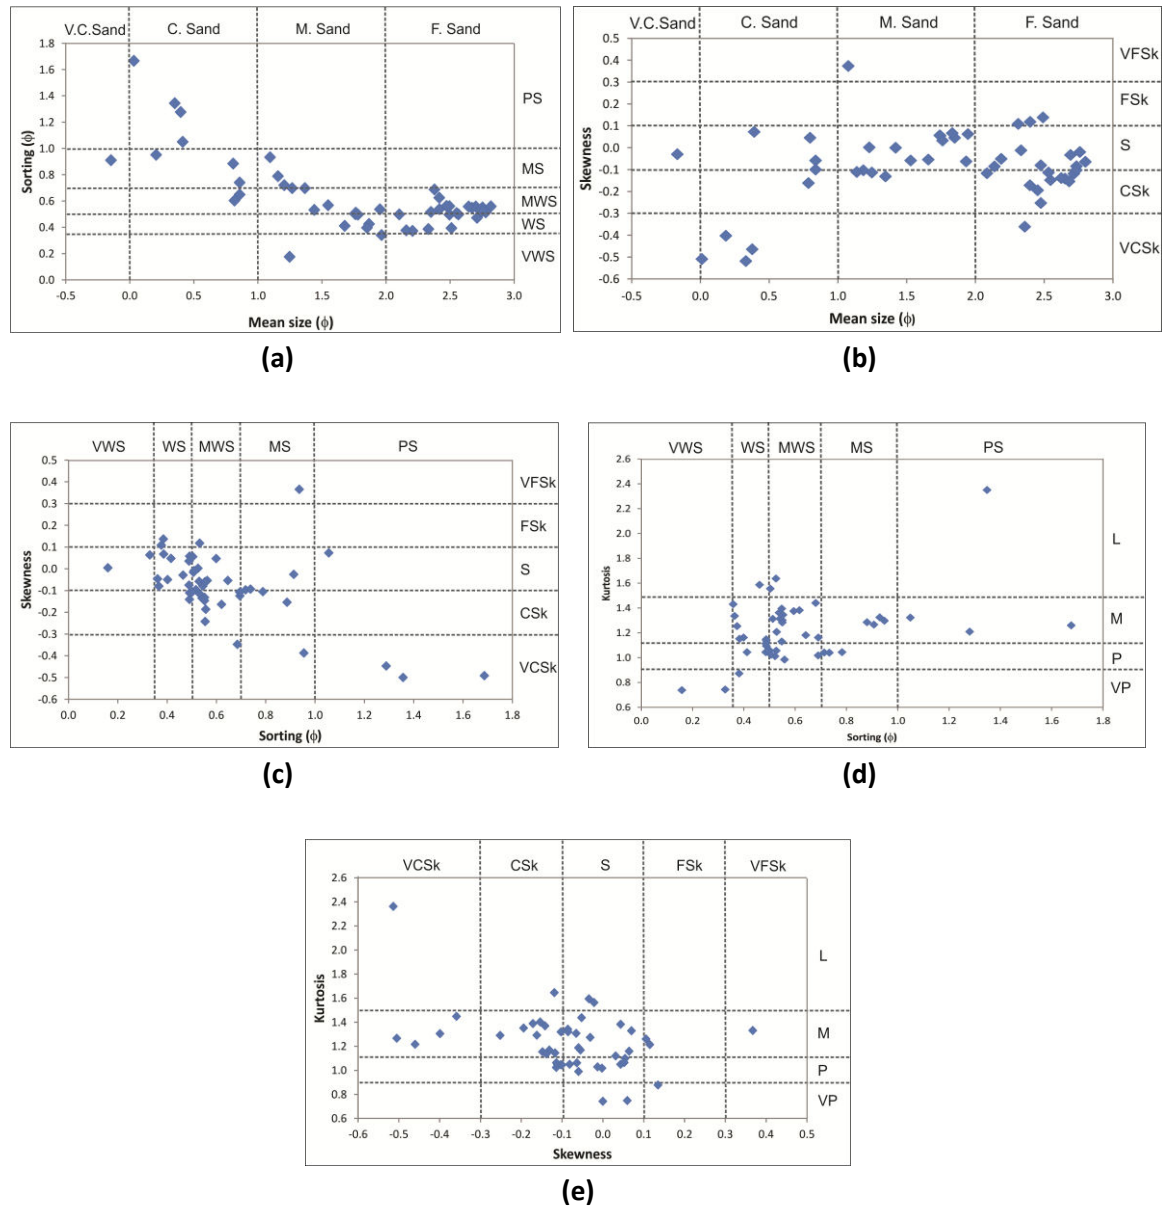 V.C.Sand C. Sand M. Sand F. Sand
1.8
1.6
1.4
1.2
1.0
0.8
0.6
0.4
0.2
0.0
Sorting (ϕ)
PS
MS
MWS
WS
VWS
-0.5 0.0 0.5 1.0 1.5 2.0 2.5 3.0
Mean size (ϕ)
(a)
V.C.Sand C. Sand M. Sand F. Sand
0.5
0.4
0.3
0.2
0.1
0.0
-0.1
-0.2
-0.3
-0.4
-0.5
-0.6
Skewness
VFSk
FSk
S
CSk
VCSk
-0.5 0.0 0.5 1.0 1.5 2.0 2.5 3.0
Mean size (ϕ)
(b)
VWS WS MWS MS PS
0.5
0.4
0.3
0.2
0.1
0.0
-0.1
-0.2
-0.3
-0.4
-0.5
-0.6
Skewness
VFSk
FSk
S
CSk
VCSk
0.0 0.2 0.4 0.6 0.8 1.0 1.2 1.4 1.6 1.8
Sorting (ϕ)
(c)
VWS WS MWS MS PS
2.6
2.4
2.2
2.0
1.8
1.6
1.4
1.2
1.0
0.8
0.6
Kurtosis
L
M
P
VP
0.0 0.2 0.4 0.6 0.8 1.0 1.2 1.4 1.6 1.8
Sorting (ϕ)
(d)
VCSk CSk S FSk VFSk
2.6
2.4
2.2
2.0
1.8
1.6
1.4
1.2
1.0
0.8
0.6
Kurtosis
L
M
P
VP
-0.6 -0.5 -0.4 -0.3 -0.2 -0.1 0.0 0.1 0.2 0.3 0.4 0.5
Skewness
(e)